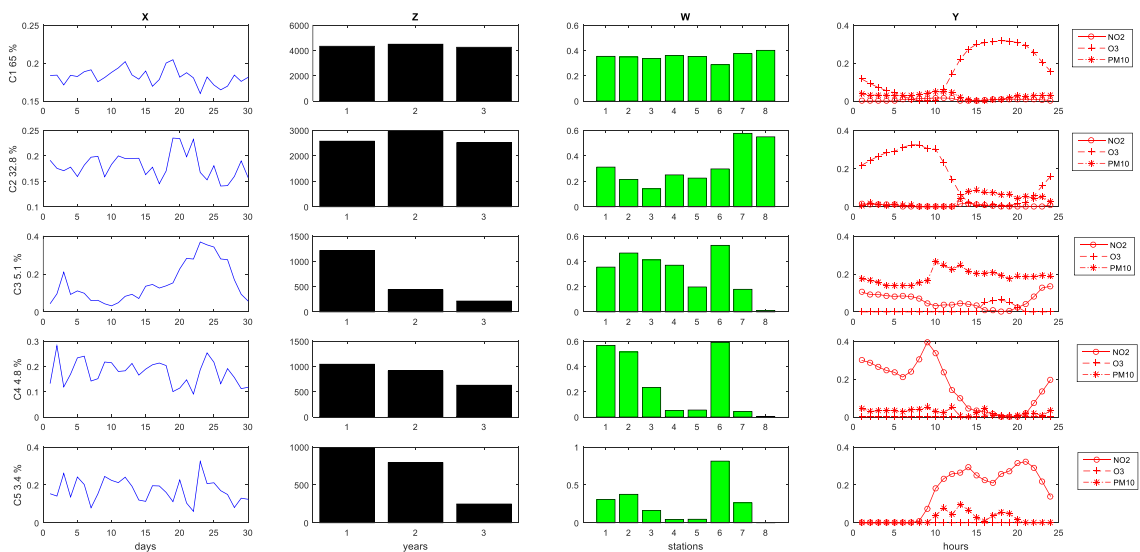 X Z W Y
C1 65 %
0.25
0.2
0.15
0 5 10 15 20 25 30
6000
4000
2000
0
1 2 3
0.6
0.4
0.2
0
1 2 3 4 5 6 7 8
0.4
0.2
0
0 5 10 15 20 25
NO2
O3
PM10
C2 32.8 %
0.25
0.2
0.15
0.1
0 5 10 15 20 25 30
3000
2000
1000
0
1 2 3
0.6
0.4
0.2
0
1 2 3 4 5 6 7 8
0.4
0.2
0
0 5 10 15 20 25
NO2
O3
PM10
C3 5.1 %
0.4
0.2
0
0 5 10 15 20 25 30
1500
1000
500
0
1 2 3
0.6
0.4
0.2
0
1 2 3 4 5 6 7 8
0.4
0.2
0
0 5 10 15 20 25
NO2
O3
PM10
C4 4.8 %
0.3
0.2
0.1
0
0 5 10 15 20 25 30
1500
1000
500
0
1 2 3
0.6
0.4
0.2
0
1 2 3 4 5 6 7 8
0.4
0.2
0
0 5 10 15 20 25
NO2
O3
PM10
C5 3.4 %
0.4
0.2
0
0 5 10 15 20 25 30
days
1000
500
0
1 2 3
years
1
0.5
0
1 2 3 4 5 6 7 8
stations
0.4
0.2
0
0 5 10 15 20 25
hours
NO2
O3
PM10